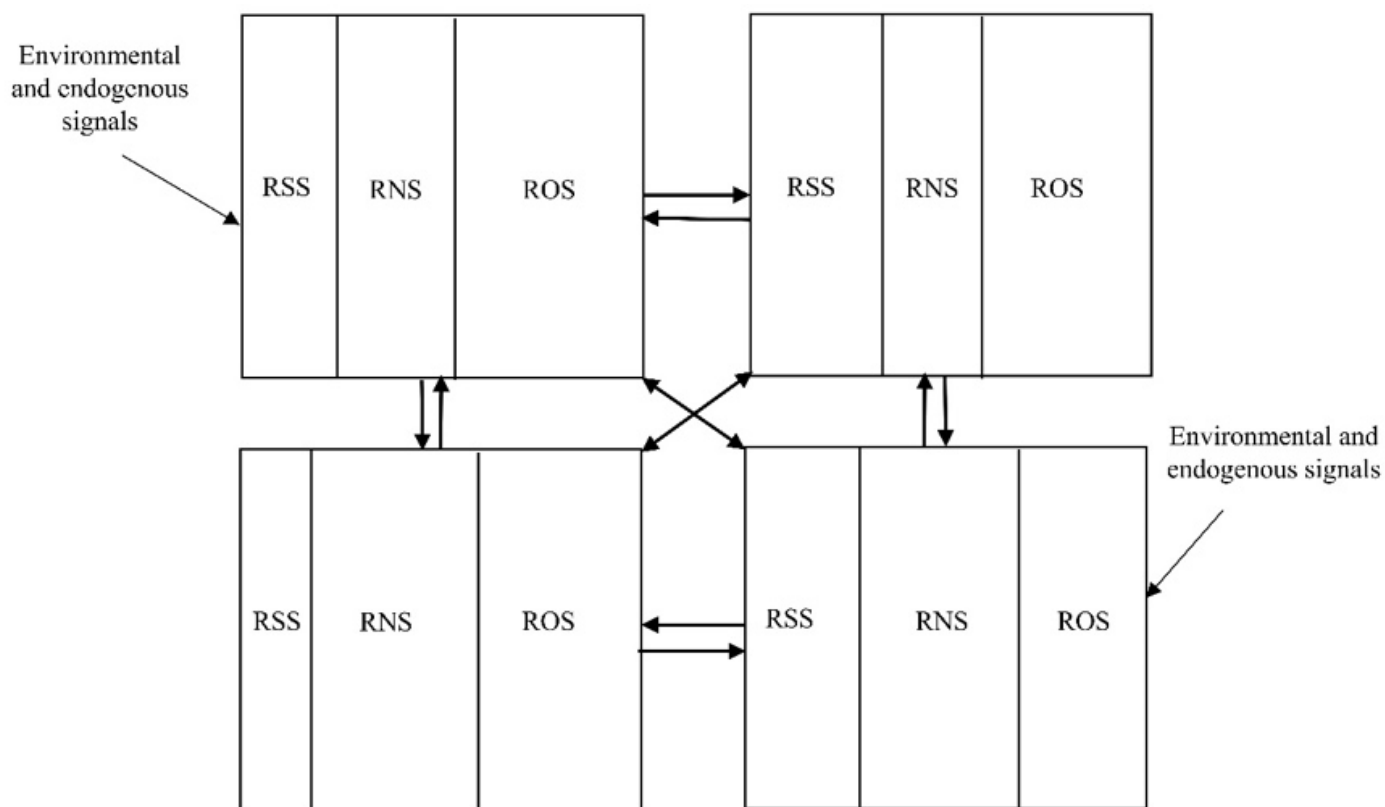 Environmental
and endogenous
signals
RSS RNS ROS
RSS RNS ROS
Environmental and
endogenous signals
RSS RNS ROS
RSS RNS ROS